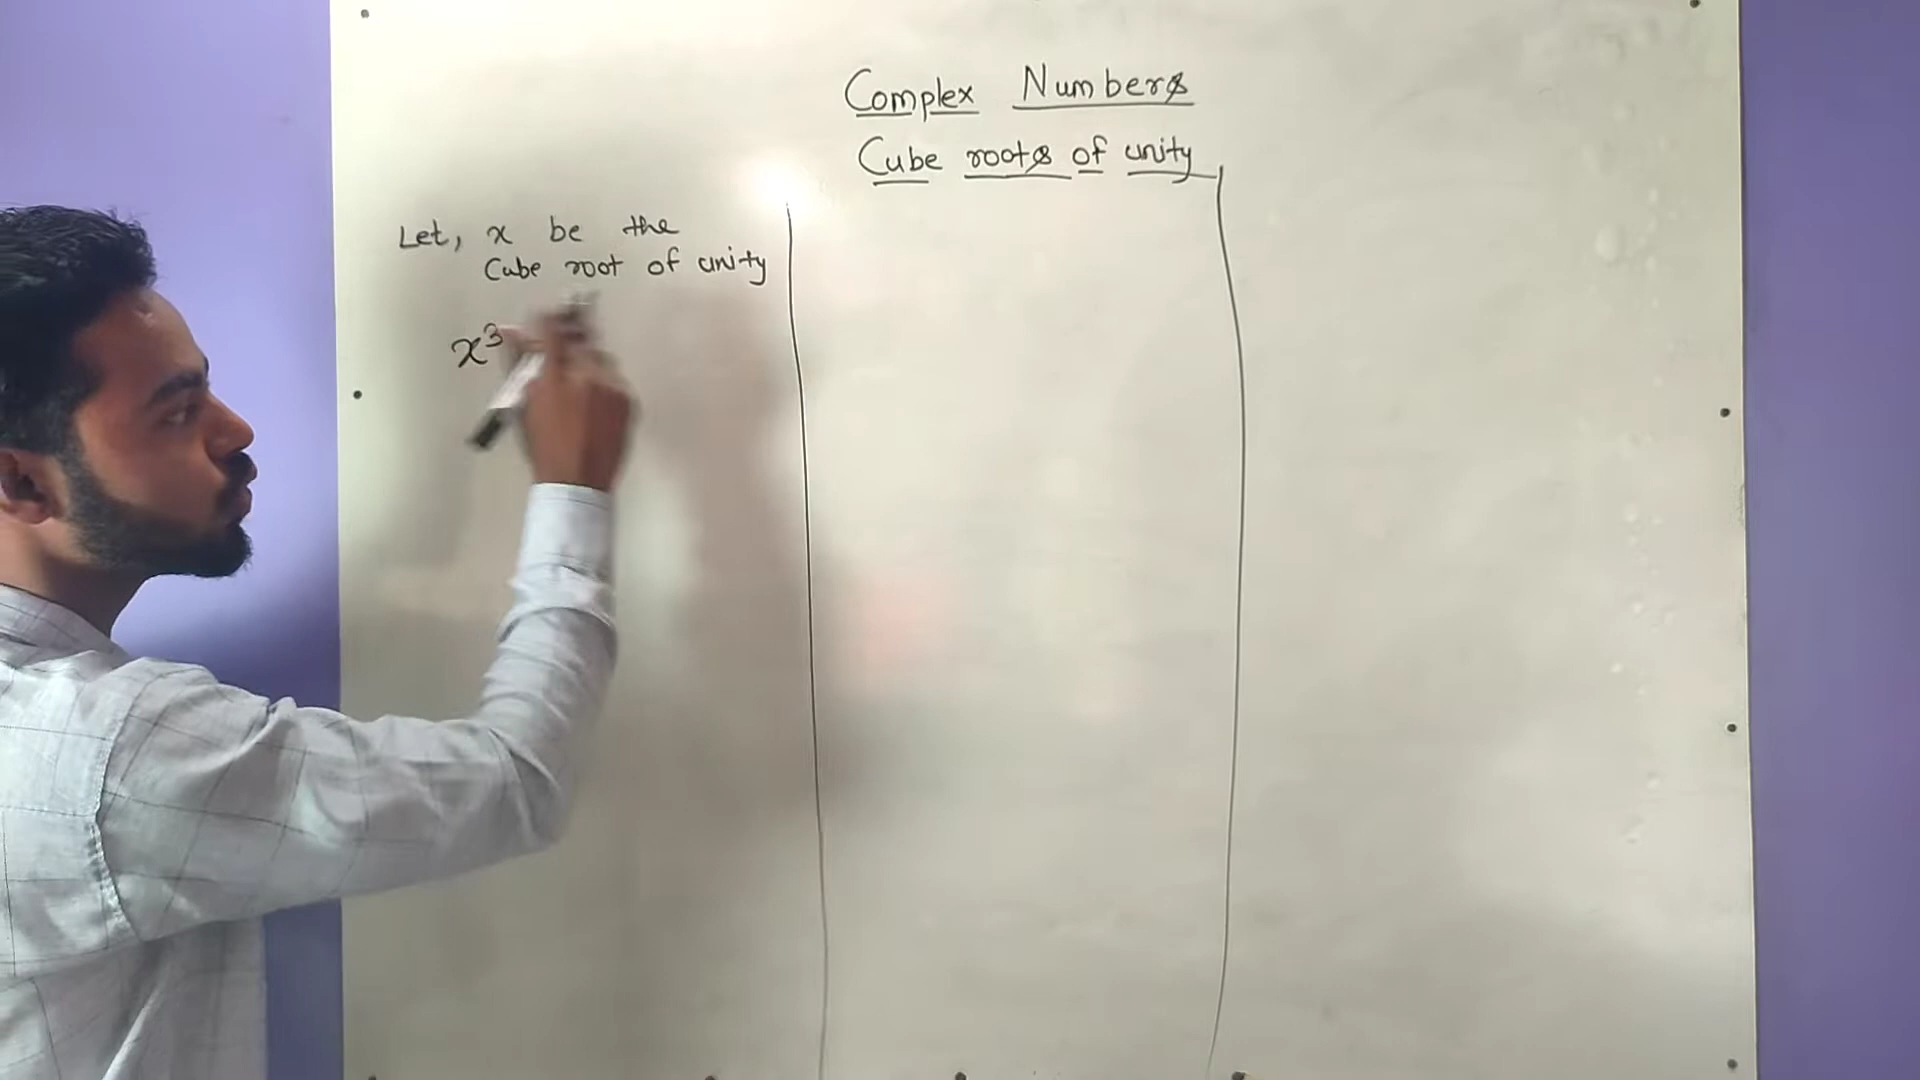 Complex Numbers
Cube roots of unity
Let, x be the
Cube root of unity
x³